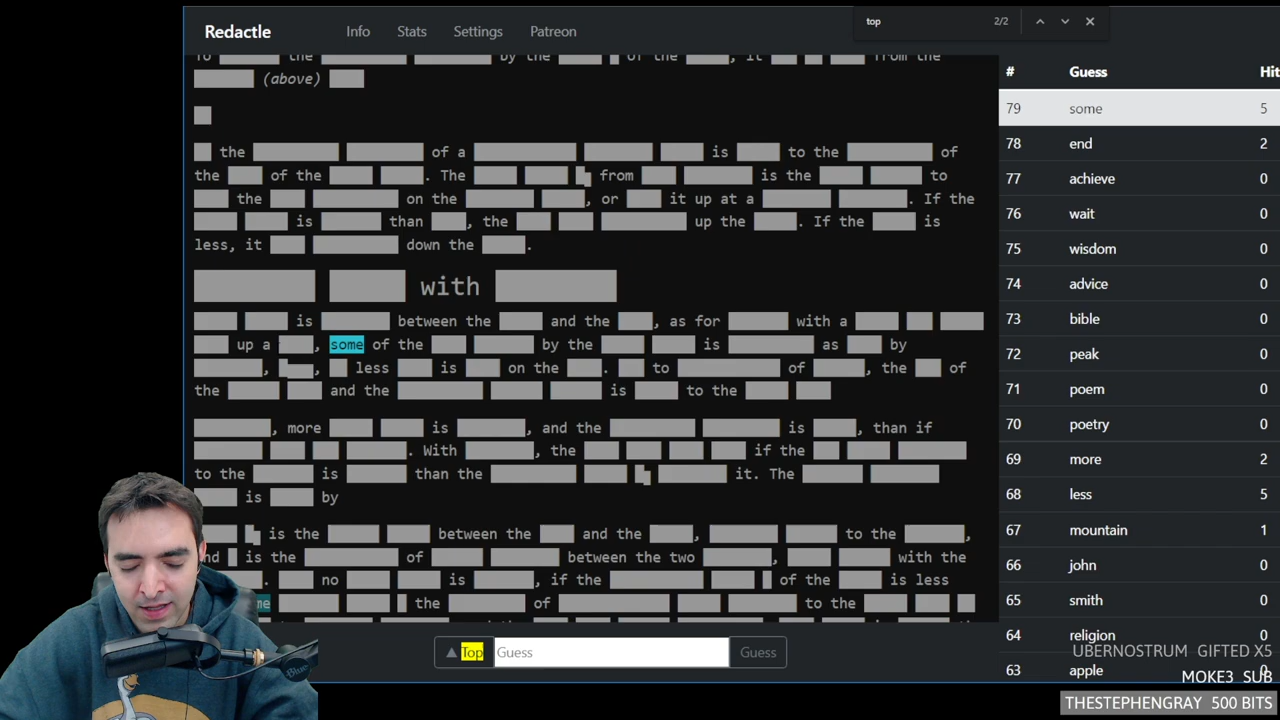 Redactle Info Stats Settings Patreon
top 2/2
# Guess Hit
the by the of the , it from the
(above)
the of a is to the of
the of the . The from is the to
the on the , or it up at a . If the
is than , the up the . If the is
less, it down the .
with
is between the and the , as for with a
up a , some of the by the is as by
, , less is on the . to of , the of
the and the is to the
, more is , and the is , than if
. With , the if the
to the is than the it. The
is by
is the between the and the , to the ,
nd is the of between the two , with the
. no is , if the of the is less
me the of to the
79 some 5
78 end 2
77 achieve 0
76 wait 0
75 wisdom 0
74 advice 0
73 bible 0
72 peak 0
71 poem 0
70 poetry 0
69 more 2
68 less 5
67 mountain 1
66 john 0
65 smith 0
64 religion 0
63 apple
▲ Top Guess Guess
UBERNOSTRUM GIFTED X5
MOKE3 SUB
THESTEPHENGRAY 500 BITS
Blue